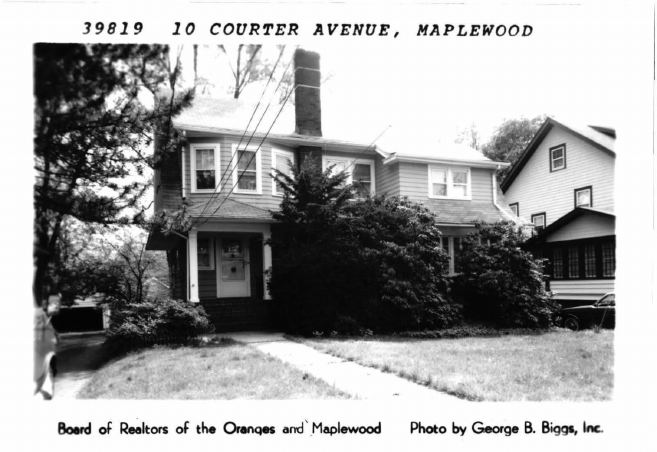 39819 10 COURTER AVENUE, MAPLEWOOD
Board of Realtors of the Oranges and Maplewood Photo by George B. Biggs, Inc.